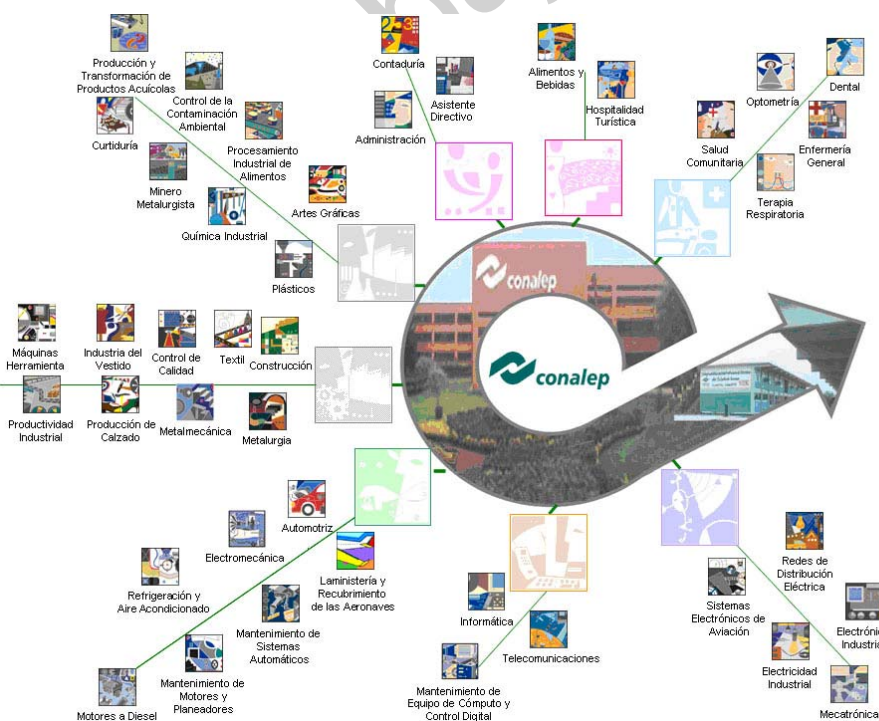 Producción y
Transformación de
Productos Acuícolas
Control de la
Contaminación
Ambiental
Curtiduría
Procesamiento
Industrial de
Alimentos
Minero
Metalurgista
Artes Gráficas
Química Industrial
Plásticos
Contaduría
Asistente
Directivo
Administración
Alimentos y
Bebidas
Hospitalidad
Turística
Optometría
Dental
Salud
Comunitaria
Enfermería
General
Terapia
Respiratoria
conalep
conalep
Máquinas
Herramienta
Industria del
Vestido
Control de
Calidad
Textil
Construcción
Productividad
Industrial
Producción de
Calzado
Metalmecánica
Metalurgia
Automotriz
Electromecánica
Laministería y
Recubrimiento
de las Aeronaves
Refrigeración y
Aire Acondicionado
Mantenimiento de
Sistemas
Automáticos
Mantenimiento de
Motores y
Planeadores
Motores a Diesel
Informática
Telecomunicaciones
Mantenimiento de
Equipo de Cómputo y
Control Digital
Redes de
Distribución
Eléctrica
Sistemas
Electrónicos de
Aviación
Electrónic
Industria
Electricidad
Industrial
Mecatrónica